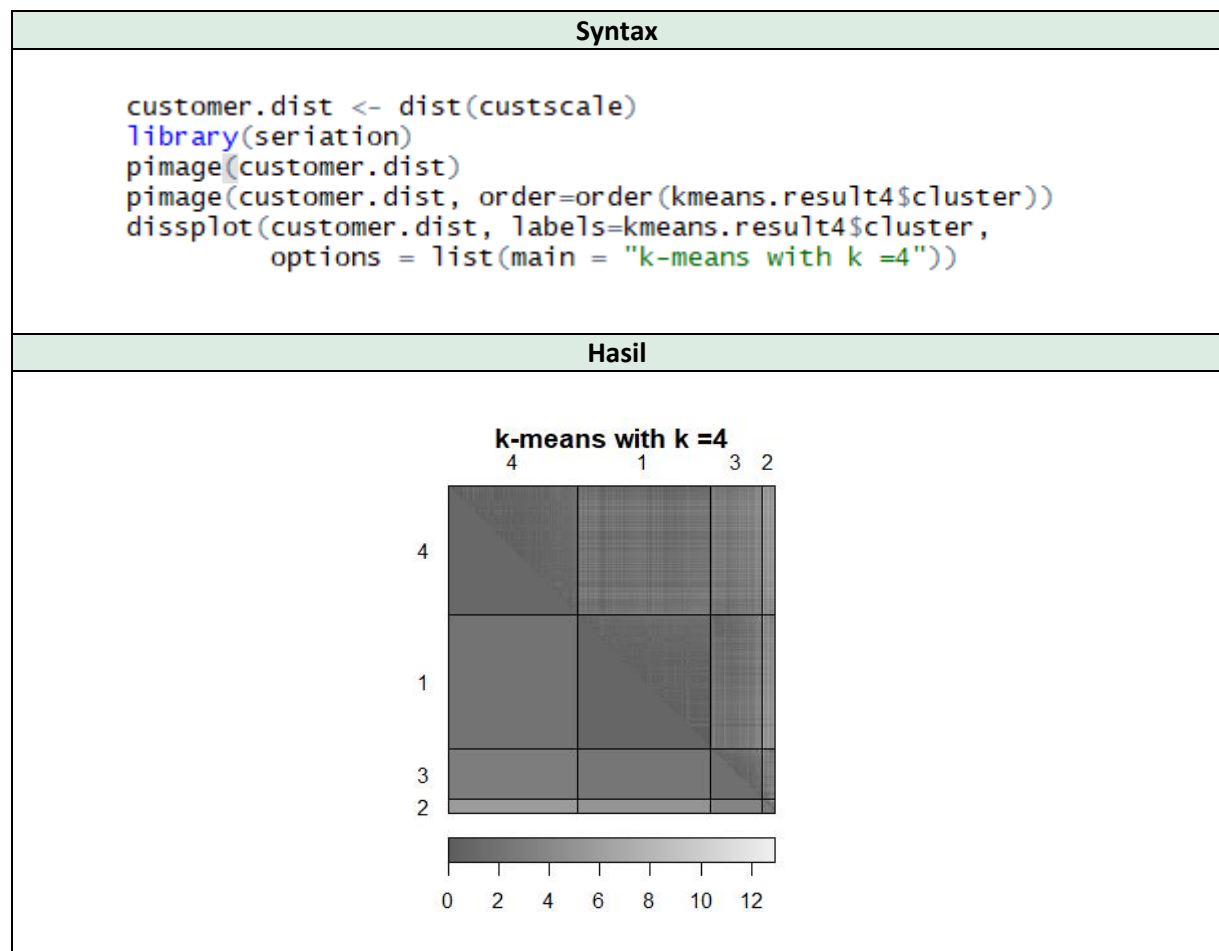 Syntax
customer.dist <- dist(custscale)
library(seriation)
pimage(customer.dist)
pimage(customer.dist, order=order(kmeans.result4$cluster))
dissplot(customer.dist, labels=kmeans.result4$cluster,
options = list(main = "k-means with k =4"))
Hasil
k-means with k =4
4 1 3 2
4
1
3
2
0 2 4 6 8 10 12